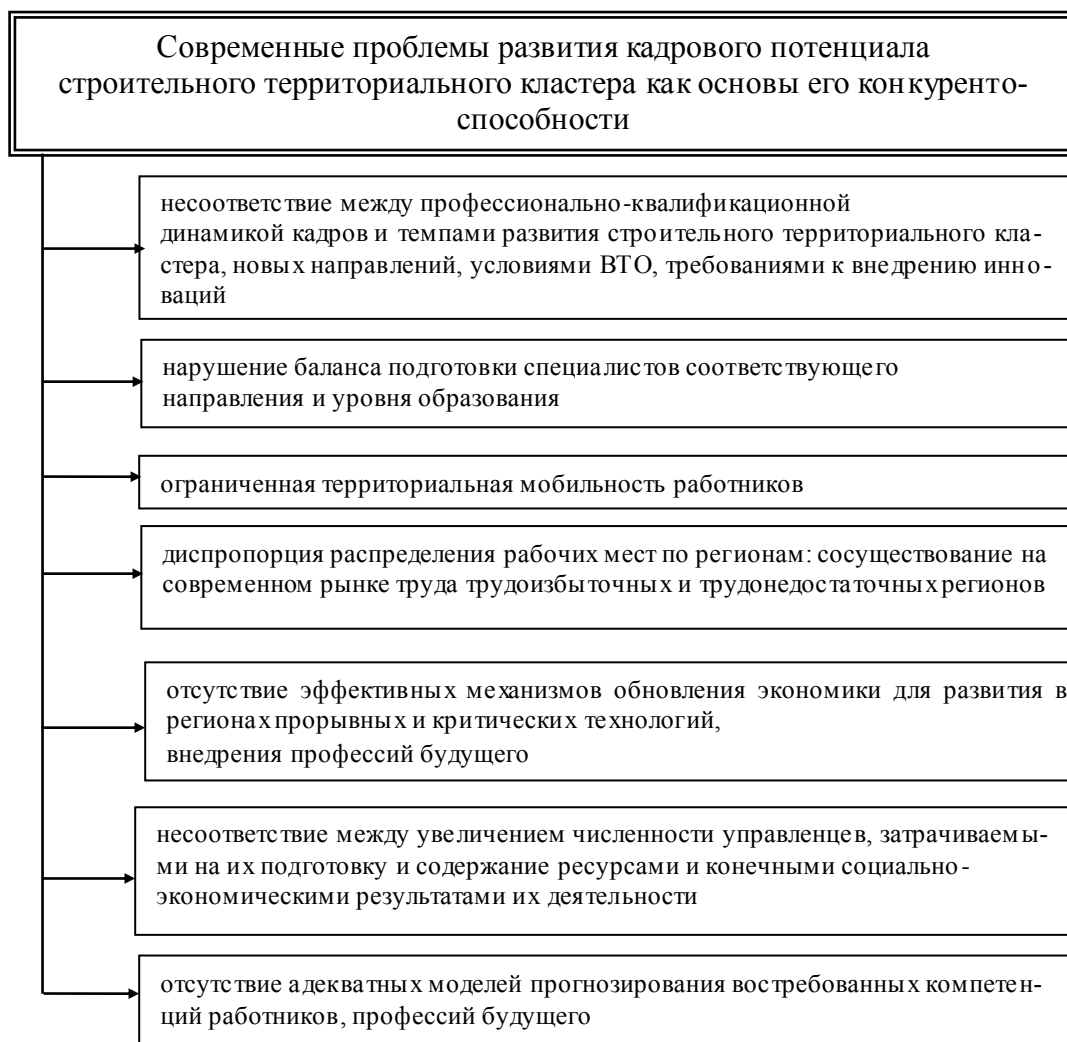 Современные проблемы развития кадрового потенциала
строительного территориального кластера как основы его конкуренто-
способности
несоответствие между профессионально-квалификационной
динамикой кадров и темпами развития строительного территориального кла-
стера, новых направлений, условиями ВТО, требованиями к внедрению инно-
ваций
нарушение баланса подготовки специалистов соответствующего
направления и уровня образования
ограниченная территориальная мобильность работников
диспропорция распределения рабочих мест по регионам: сосуществование на
современном рынке труда трудоизбыточных и трудонедостаточных регионов
отсутствие эффективных механизмов обновления экономики для развития в
регионах прорывных и критических технологий,
внедрения профессий будущего
несоответствие между увеличением численности управленцев, затрачиваемы-
ми на их подготовку и содержание ресурсами и конечными социально-
экономическими результатами их деятельности
отсутствие адекватных моделей прогнозирования востребованных компетен-
ций работников, профессий будущего